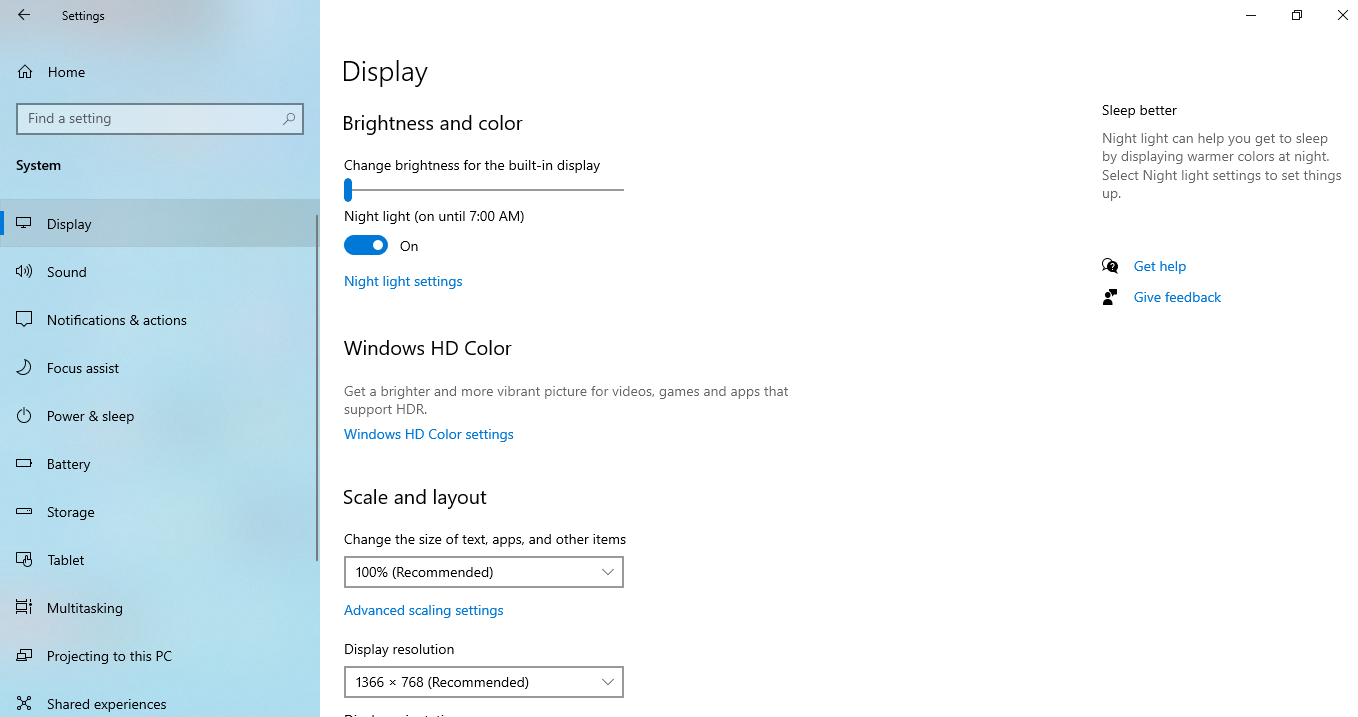 Settings
Home
Find a setting
System
Display
Sound
Notifications & actions
Focus assist
Power & sleep
Battery
Storage
Tablet
Multitasking
Projecting to this PC
Shared experiences
Display
Brightness and color
Change brightness for the built-in display
Night light (on until 7:00 AM)
On
Night light settings
Windows HD Color
Get a brighter and more vibrant picture for videos, games and apps that
support HDR.
Windows HD Color settings
Scale and layout
Change the size of text, apps, and other items
100% (Recommended)
Advanced scaling settings
Display resolution
1366 × 768 (Recommended)
Sleep better
Night light can help you get to sleep
by displaying warmer colors at night.
Select Night light settings to set things
up.
Get help
Give feedback